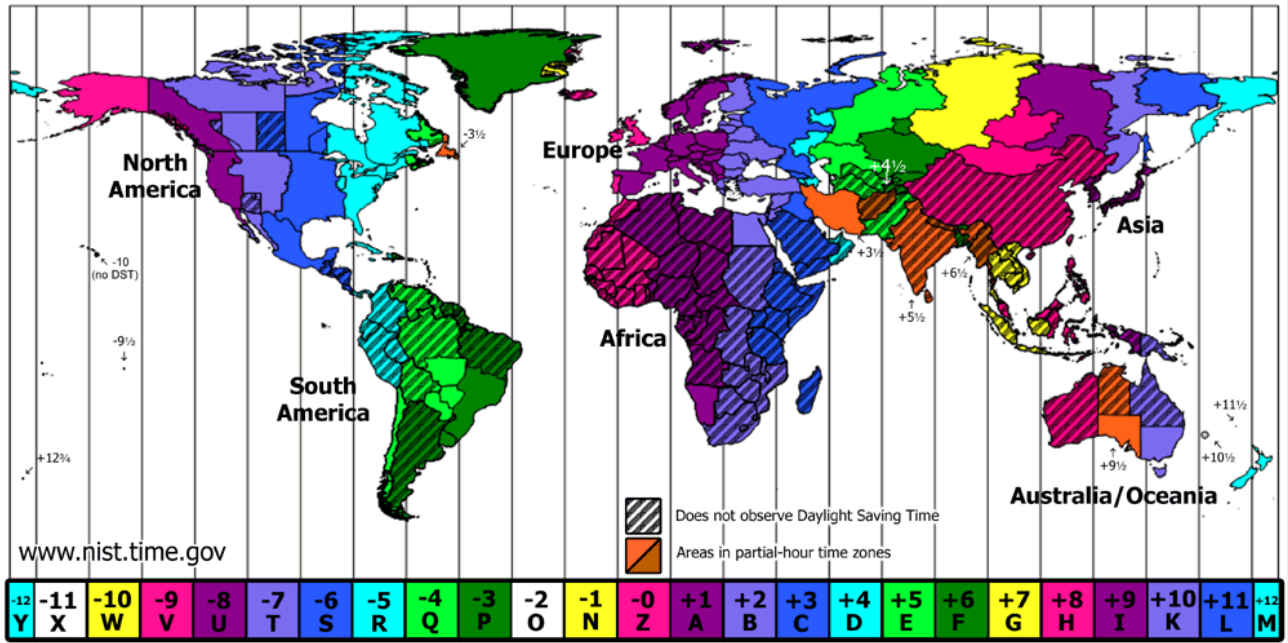 -3½
North
America
Europe
+4½
Asia
-10
(no DST)
+3½
+6½
+5½
-9½
Africa
South
America
+11½
+12¾
+10½
+9½
Australia/Oceania
Does not observe Daylight Saving Time
Areas in partial-hour time zones
www.nist.time.gov
-12 -11 -10 -9 -8 -7 -6 -5 -4 -3 -2 -1 -0 +1 +2 +3 +4 +5 +6 +7 +8 +9 +10 +11 +12
Y X W V U T S R Q P O N Z A B C D E F G H I K L M